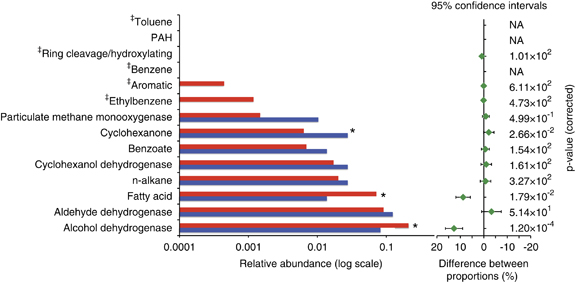 95% confidence intervals
‡Toluene NA
PAH NA
‡Ring cleavage/hydroxylating 1.01×10²
‡Benzene NA
‡Aromatic 6.11×10²
‡Ethylbenzene 4.73×10²
Particulate methane monooxygenase 4.99×10⁻¹
Cyclohexanone * 2.66×10⁻²
Benzoate 1.54×10²
Cyclohexanol dehydrogenase 1.61×10²
n-alkane 3.27×10²
Fatty acid * 1.79×10⁻²
Aldehyde dehydrogenase 5.14×10¹
Alcohol dehydrogenase * 1.20×10⁻⁴
p-value (corrected)
0.0001 0.001 0.01 0.1 20 10 0 -10 -20
Relative abundance (log scale)
Difference between
proportions (%)